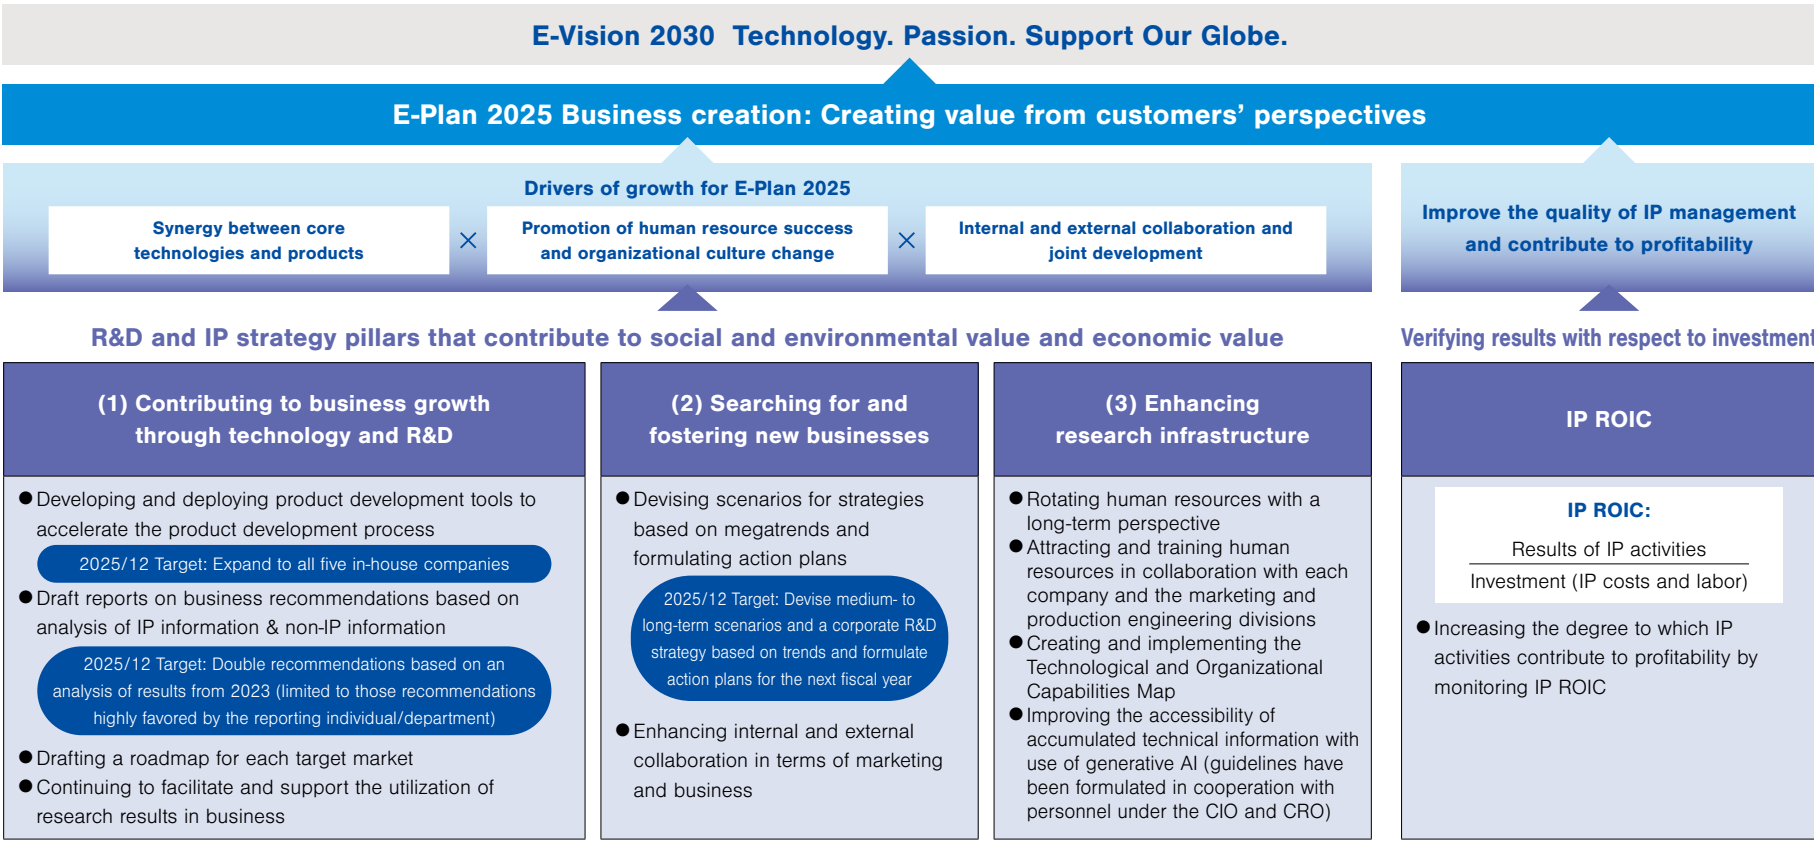 E-Vision 2030 Technology. Passion. Support Our Globe.
E-Plan 2025 Business creation: Creating value from customers’ perspectives
Drivers of growth for E-Plan 2025
Synergy between core
technologies and products
×
Promotion of human resource success
and organizational culture change
×
Internal and external collaboration and
joint development
Improve the quality of IP management
and contribute to profitability
R&D and IP strategy pillars that contribute to social and environmental value and economic value
Verifying results with respect to investment
(1) Contributing to business growth
through technology and R&D
● Developing and deploying product development tools to
accelerate the product development process
2025/12 Target: Expand to all five in-house companies
● Draft reports on business recommendations based on
analysis of IP information & non-IP information
2025/12 Target: Double recommendations based on an
analysis of results from 2023 (limited to those recommendations
highly favored by the reporting individual/department)
● Drafting a roadmap for each target market
● Continuing to facilitate and support the utilization of
research results in business
(2) Searching for and
fostering new businesses
● Devising scenarios for strategies
based on megatrends and
formulating action plans
2025/12 Target: Devise medium- to
long-term scenarios and a corporate R&D
strategy based on trends and formulate
action plans for the next fiscal year
● Enhancing internal and external
collaboration in terms of marketing
and business
(3) Enhancing
research infrastructure
● Rotating human resources with a
long-term perspective
● Attracting and training human
resources in collaboration with each
company and the marketing and
production engineering divisions
● Creating and implementing the
Technological and Organizational
Capabilities Map
● Improving the accessibility of
accumulated technical information with
use of generative AI (guidelines have
been formulated in cooperation with
personnel under the CIO and CRO)
IP ROIC
IP ROIC:
Results of IP activities
Investment (IP costs and labor)
● Increasing the degree to which IP
activities contribute to profitability by
monitoring IP ROIC